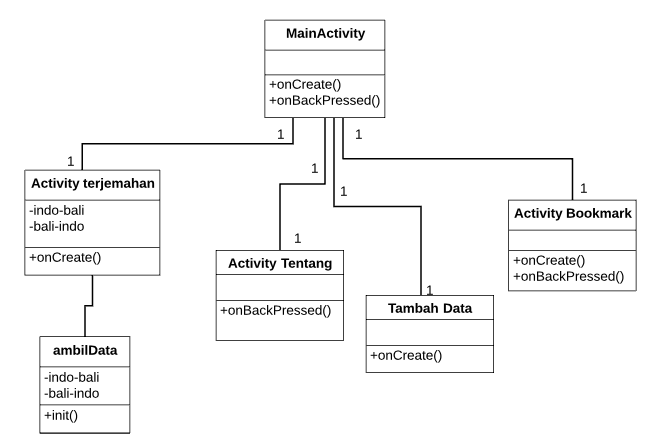 MainActivity
+onCreate()
+onBackPressed()
1
1
1
1
1
1
1
1
Activity terjemahan
-indo-bali
-bali-indo
+onCreate()
Activity Tentang
+onBackPressed()
Tambah Data
+onCreate()
Activity Bookmark
+onCreate()
+onBackPressed()
ambilData
-indo-bali
-bali-indo
+init()